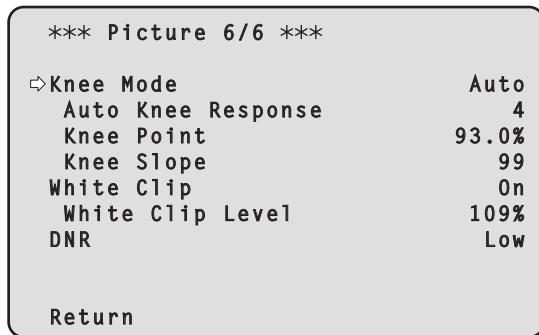 *** Picture 6/6 ***
⇨Knee Mode Auto
Auto Knee Response 4
Knee Point 93.0%
Knee Slope 99
White Clip On
White Clip Level 109%
DNR Low
Return